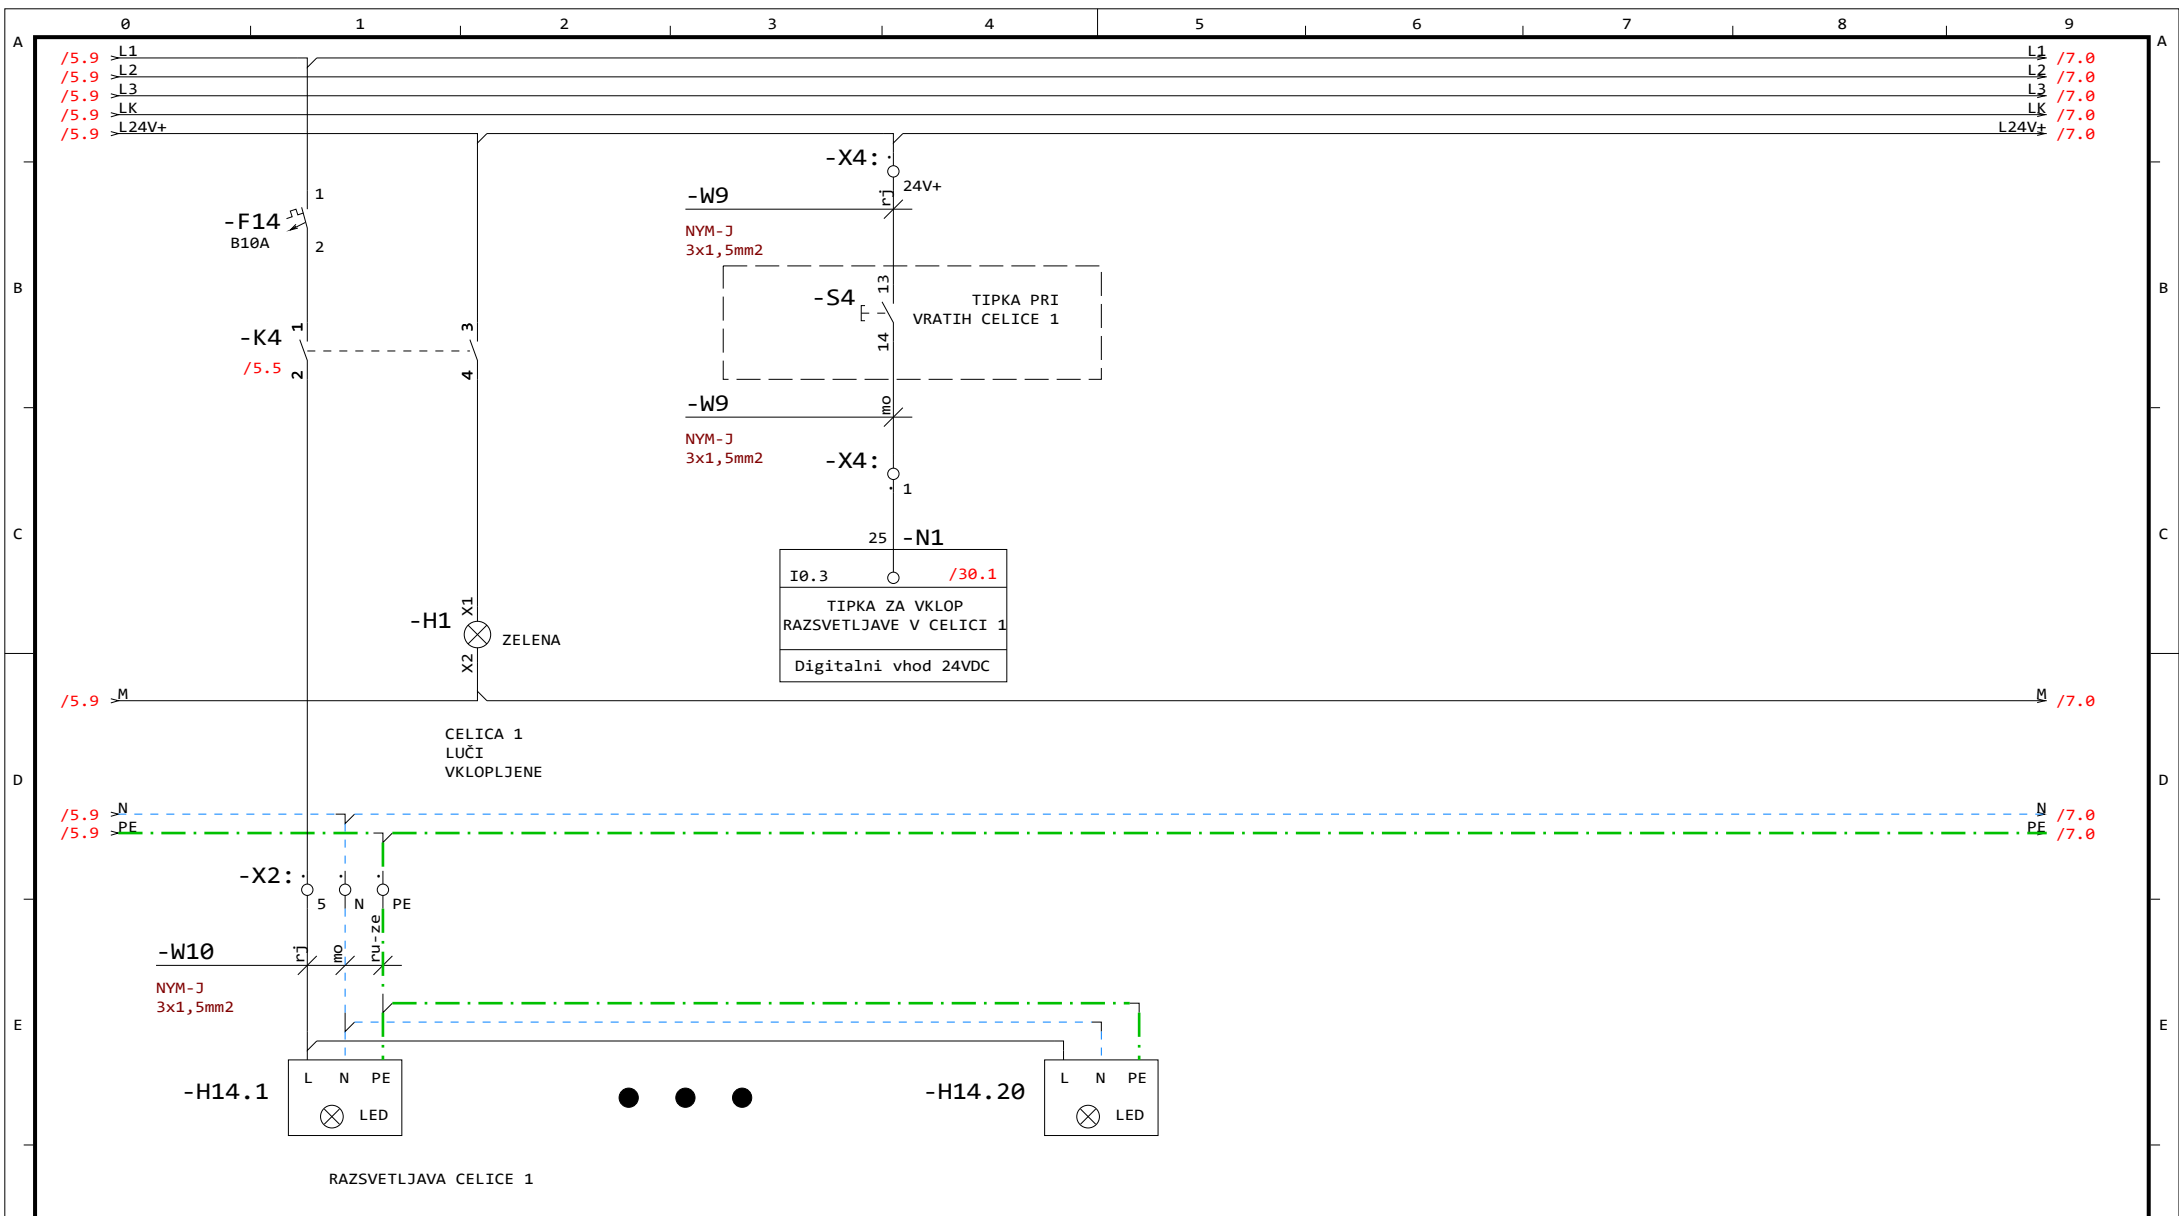 0 1 2 3 4 5 6 7 8 9
A A
/5.9 L1 L1 /7.0
/5.9 L2 L2 /7.0
/5.9 L3 L3 /7.0
/5.9 LK LK /7.0
/5.9 L24V+ L24V+ /7.0
-X4:
24V+
-W9 rj
NYM-J
3x1,5mm2
1
-F14
B10A
2
B B
13
-S4
14
TIPKA PRI
VRATIH CELICE 1
1 3
-K4
/5.5
2 4
-W9 mo
NYM-J
3x1,5mm2
-X4:
1
C C
25 -N1
I0.3 /30.1
TIPKA ZA VKLOP
RAZSVETLJAVE V CELICI 1
Digitalni vhod 24VDC
X1
-H1
ZELENA
X2
/5.9 M M /7.0
CELICA 1
LUČI
VKLOPLJENE
D D
/5.9 N N /7.0
/5.9 PE PE /7.0
-X2:
5 N PE
-W10 rj mo ru-ze
NYM-J
3x1,5mm2
E E
-H14.1
L N PE
LED
-H14.20
L N PE
LED
RAZSVETLJAVA CELICE 1